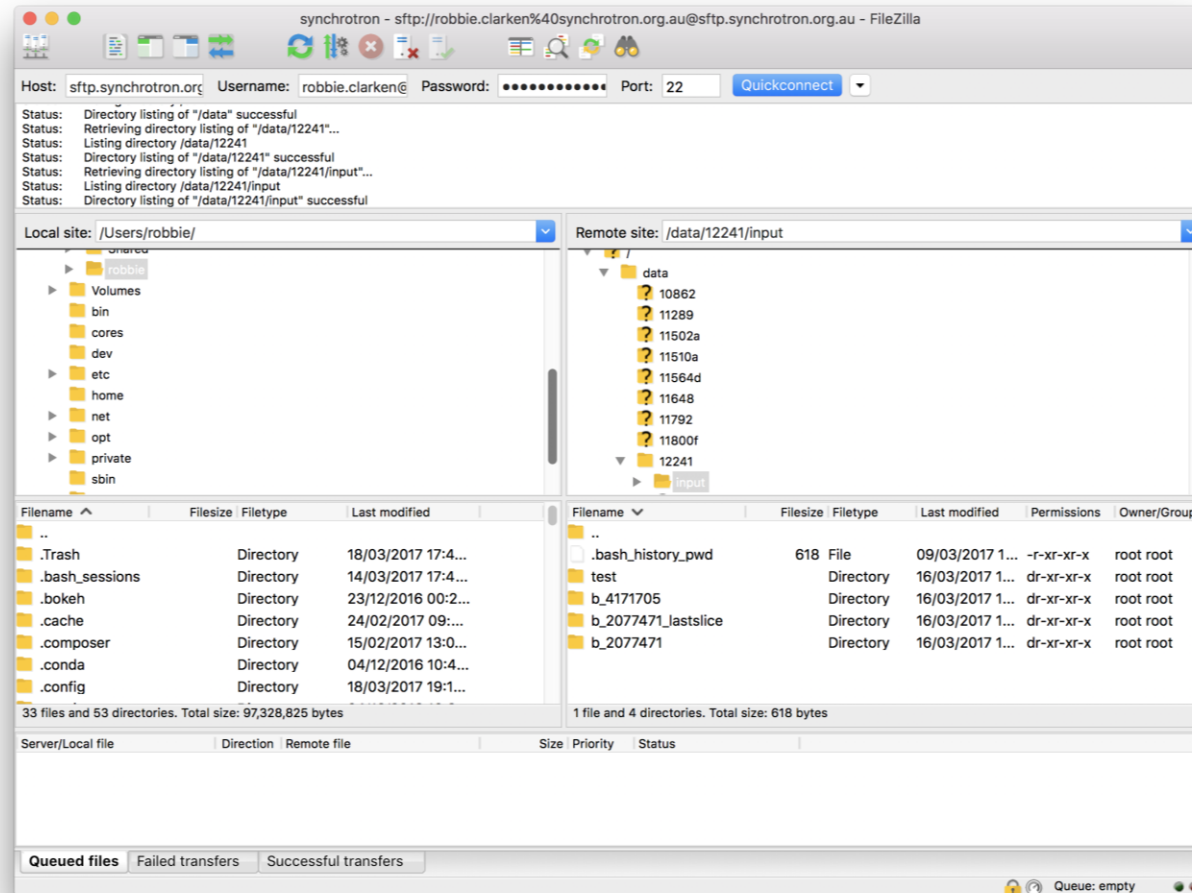 synchrotron - sftp://robbie.clarken%40synchrotron.org.au@sftp.synchrotron.org.au - FileZilla
Host: sftp.synchrotron.org Username: robbie.clarken@ Password: ●●●●●●●●●●●● Port: 22 Quickconnect
Status: Directory listing of "/data" successful
Status: Retrieving directory listing of "/data/12241"...
Status: Listing directory /data/12241
Status: Directory listing of "/data/12241" successful
Status: Retrieving directory listing of "/data/12241/input"...
Status: Listing directory /data/12241/input
Status: Directory listing of "/data/12241/input" successful
Local site: /Users/robbie/
Shared
robbie
Volumes
bin
cores
dev
etc
home
net
opt
private
sbin
Remote site: /data/12241/input
/
data
10862
11289
11502a
11510a
11564d
11648
11792
11800f
12241
input
Filename Filesize Filetype Last modified
..
.Trash Directory 18/03/2017 17:4...
.bash_sessions Directory 14/03/2017 17:4...
.bokeh Directory 23/12/2016 00:2...
.cache Directory 24/02/2017 09:...
.composer Directory 15/02/2017 13:0...
.conda Directory 04/12/2016 10:4...
.config Directory 18/03/2017 19:1...
33 files and 53 directories. Total size: 97,328,825 bytes
Filename Filesize Filetype Last modified Permissions Owner/Group
..
.bash_history_pwd 618 File 09/03/2017 1... -r-xr-xr-x root root
test Directory 16/03/2017 1... dr-xr-xr-x root root
b_4171705 Directory 16/03/2017 1... dr-xr-xr-x root root
b_2077471_lastslice Directory 16/03/2017 1... dr-xr-xr-x root root
b_2077471 Directory 16/03/2017 1... dr-xr-xr-x root root
1 file and 4 directories. Total size: 618 bytes
Server/Local file Direction Remote file Size Priority Status
Queued files Failed transfers Successful transfers
Queue: empty